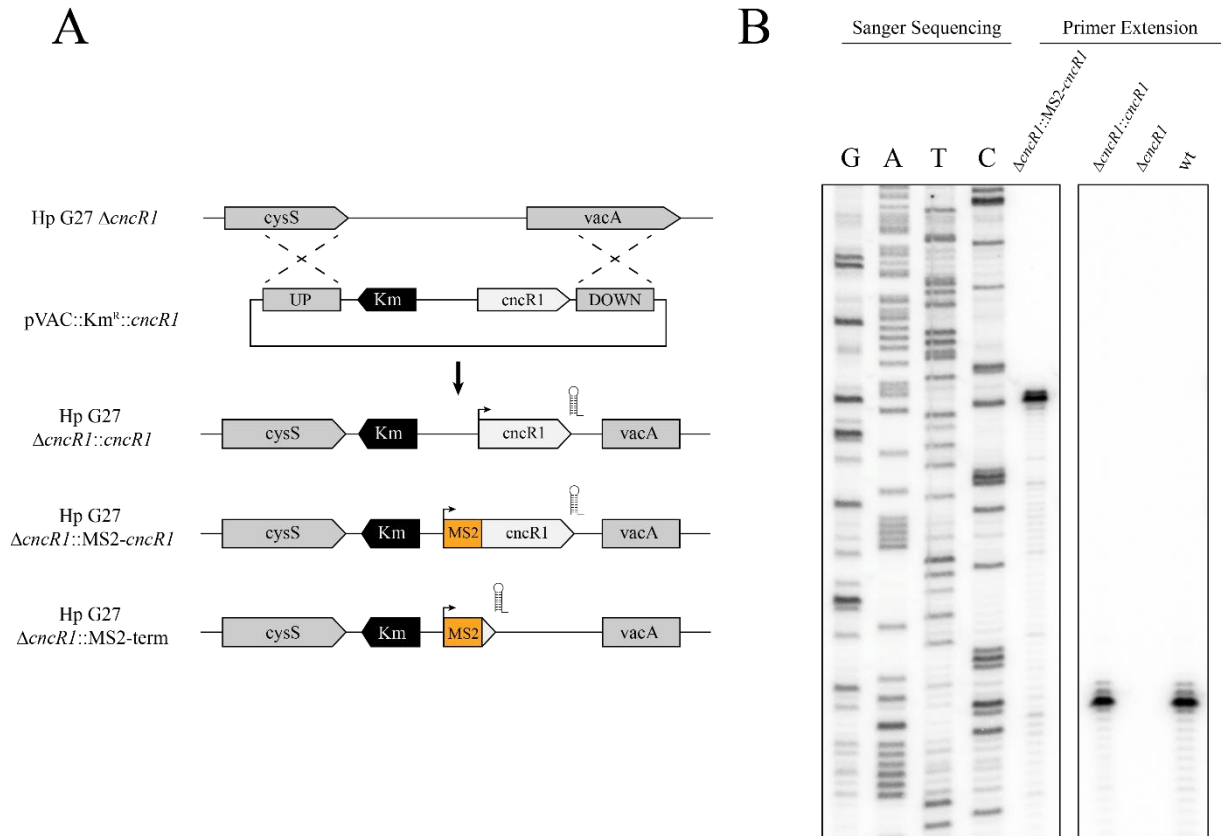 A
Hp G27 ΔcncR1
cysS
vacA
UP
Km
cncR1
DOWN
pVAC::Kmᴿ::cncR1
Hp G27
ΔcncR1::cncR1
cysS
Km
cncR1
vacA
Hp G27
ΔcncR1::MS2-cncR1
cysS
Km
MS2
cncR1
vacA
Hp G27
ΔcncR1::MS2-term
cysS
Km
MS2
vacA
B
Sanger Sequencing
Primer Extension
G
A
T
C
ΔcncR1::MS2-cncR1
ΔcncR1::cncR1
ΔcncR1
wt